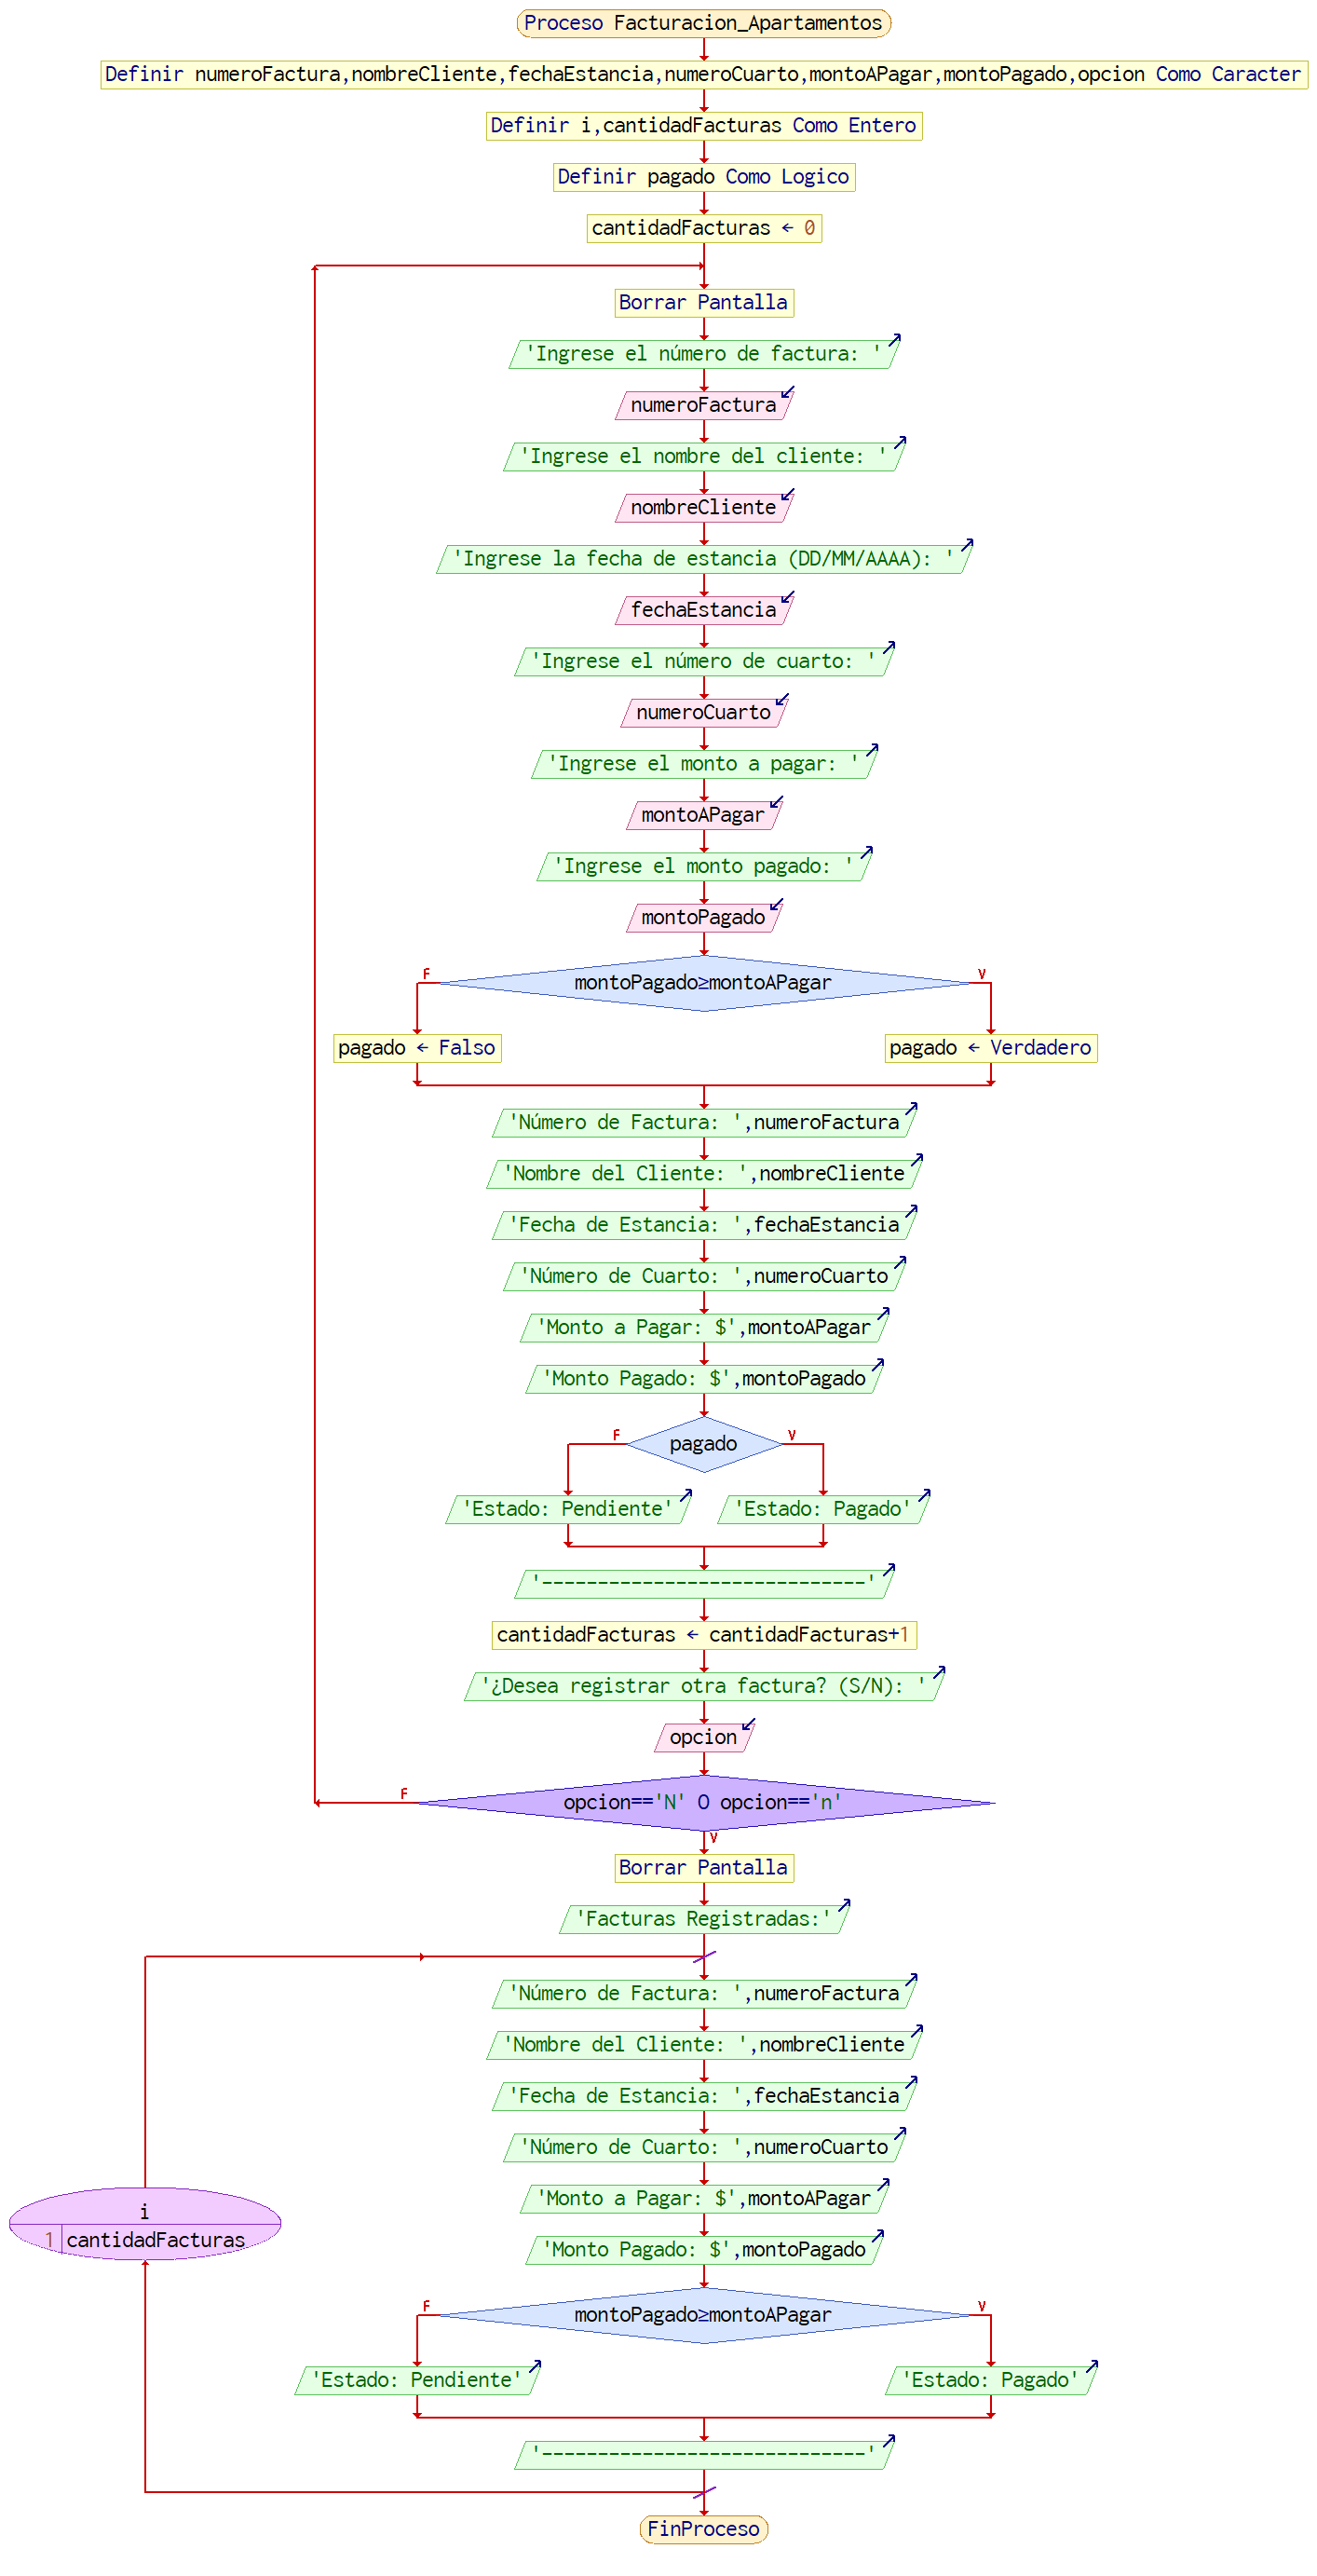 Proceso Facturacion_Apartamentos
Definir numeroFactura,nombreCliente,fechaEstancia,numeroCuarto,montoAPagar,montoPagado,opcion Como Caracter
Definir i,cantidadFacturas Como Entero
Definir pagado Como Logico
cantidadFacturas ← 0
Borrar Pantalla
'Ingrese el número de factura: '
numeroFactura
'Ingrese el nombre del cliente: '
nombreCliente
'Ingrese la fecha de estancia (DD/MM/AAAA): '
fechaEstancia
'Ingrese el número de cuarto: '
numeroCuarto
'Ingrese el monto a pagar: '
montoAPagar
'Ingrese el monto pagado: '
montoPagado
F montoPagado≥montoAPagar V
pagado ← Falso pagado ← Verdadero
'Número de Factura: ',numeroFactura
'Nombre del Cliente: ',nombreCliente
'Fecha de Estancia: ',fechaEstancia
'Número de Cuarto: ',numeroCuarto
'Monto a Pagar: $',montoAPagar
'Monto Pagado: $',montoPagado
F pagado V
'Estado: Pendiente' 'Estado: Pagado'
'-----------------------------'
cantidadFacturas ← cantidadFacturas+1
'¿Desea registrar otra factura? (S/N): '
opcion
F opcion=='N' O opcion=='n'
V
Borrar Pantalla
'Facturas Registradas:'
'Número de Factura: ',numeroFactura
'Nombre del Cliente: ',nombreCliente
'Fecha de Estancia: ',fechaEstancia
'Número de Cuarto: ',numeroCuarto
'Monto a Pagar: $',montoAPagar
i
1 cantidadFacturas
'Monto Pagado: $',montoPagado
F montoPagado≥montoAPagar V
'Estado: Pendiente' 'Estado: Pagado'
'-----------------------------'
FinProceso